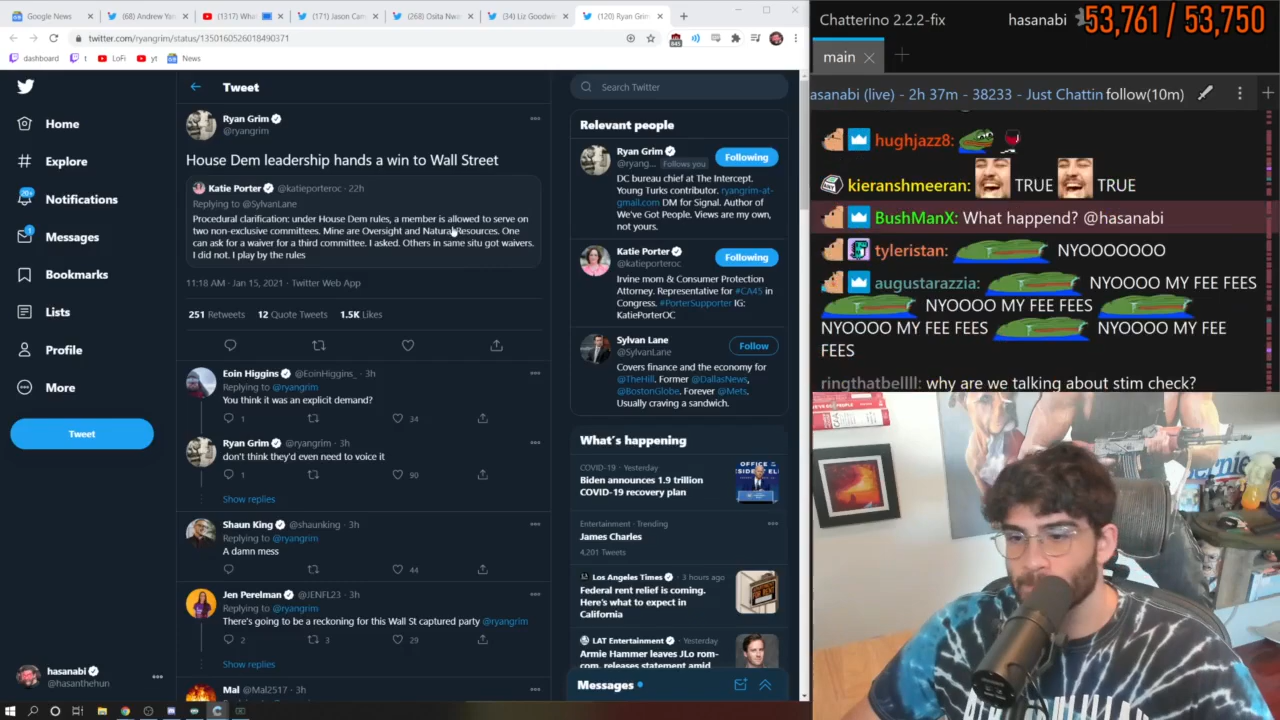 Google News
(68) Andrew Ya
(1317) What
(171) Jason Cam
(268) Osita Nwa
(34) Liz Goodwi
(120) Ryan Grim
twitter.com/ryangrim/status/1350160526018490371
845
dashboard
t
LoFi
yt
News
Home
Explore
20+
Notifications
1
Messages
Bookmarks
Lists
Profile
More
Tweet
hasanabi
@hasanthehun
Tweet
Ryan Grim
@ryangrim
House Dem leadership hands a win to Wall Street
Katie Porter @katieporteroc · 22h
Replying to @SylvanLane
Procedural clarification: under House Dem rules, a member is allowed to serve on
two non-exclusive committees. Mine are Oversight and Natural Resources. One
can ask for a waiver for a third committee. I asked. Others in same situ got waivers.
I did not. I play by the rules
11:18 AM · Jan 15, 2021 · Twitter Web App
251 Retweets 12 Quote Tweets 1.5K Likes
Eoin Higgins @EoinHiggins_ · 3h
Replying to @ryangrim
You think it was an explicit demand?
1 34
Ryan Grim @ryangrim · 3h
don't think they'd even need to voice it
1 90
Show replies
Shaun King @shaunking · 3h
Replying to @ryangrim
A damn mess
44
Jen Perelman @JENFL23 · 3h
Replying to @ryangrim
There's going to be a reckoning for this Wall St captured party @ryangrim
2 3 29
Show replies
Mal @Mal2517 · 3h
Search Twitter
Relevant people
Ryan Grim
@ryang... Follows you
Following
DC bureau chief at The Intercept.
Young Turks contributor. ryangrim-at-
gmail.com DM for Signal. Author of
We've Got People. Views are my own,
not yours.
Katie Porter
@katieporteroc
Following
Irvine mom & Consumer Protection
Attorney. Representative for #CA45 in
Congress. #PorterSupporter IG:
KatiePorterOC
Sylvan Lane
@SylvanLane
Follow
Covers finance and the economy for
@TheHill. Former @DallasNews,
@BostonGlobe. Forever @Mets.
Usually craving a sandwich.
What's happening
COVID-19 · Yesterday
Biden announces 1.9 trillion
COVID-19 recovery plan
Entertainment · Trending
James Charles
4,201 Tweets
Los Angeles Times · 3 hours ago
Federal rent relief is coming.
Here's what to expect in
California
LAT Entertainment · Yesterday
Armie Hammer leaves JLo rom-
com, releases statement amid
Messages
Chatterino 2.2.2-fix
hasanabi
53,761 / 53,750
main
asanabi (live) - 2h 37m - 38233 - Just Chattin follow(10m)
hughjazz8:
kieranshmeeran: TRUE TRUE
BushManX: What happend? @hasanabi
tyleristan: NYOOOOOOO
augustarazzia: NYOOOO MY FEE FEES
NYOOOO MY FEE FEES
NYOOOO MY FEE FEES NYOOOO MY FEE
FEES
ringthatbellll: why are we talking about stim check?
Bernie